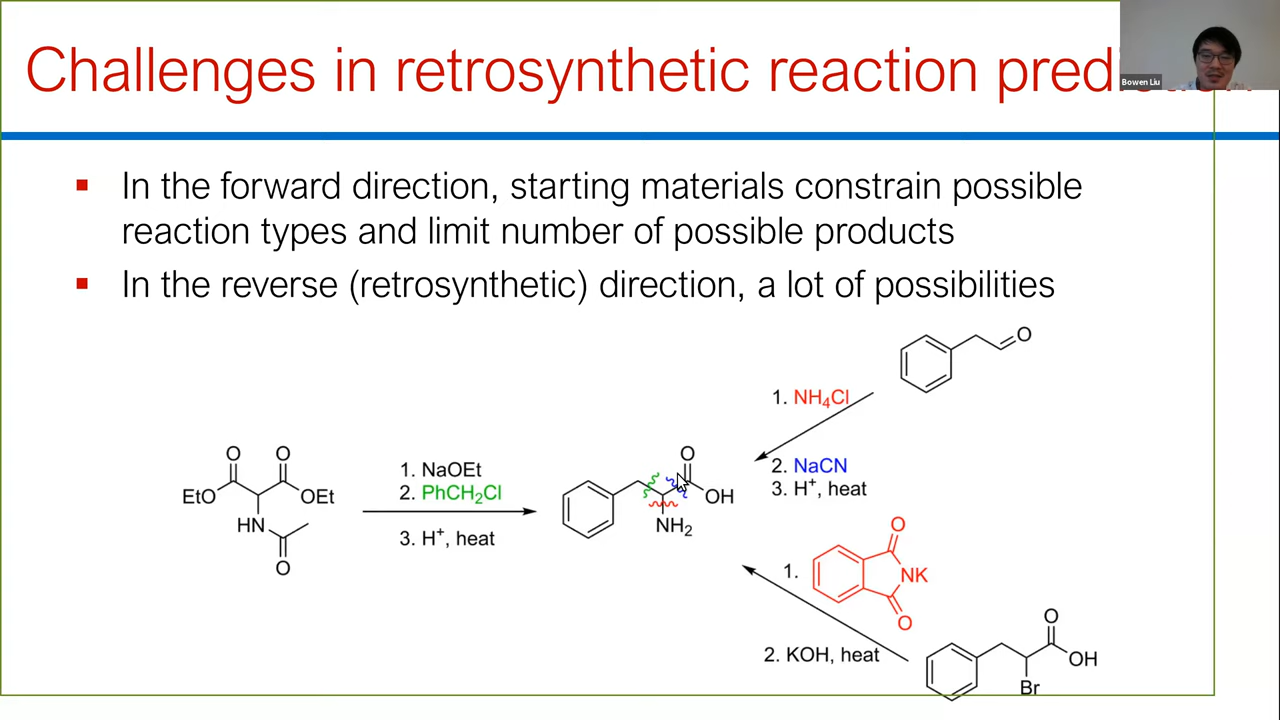 Challenges in retrosynthetic reaction
Bowen Liu
▪ In the forward direction, starting materials constrain possible
reaction types and limit number of possible products
▪ In the reverse (retrosynthetic) direction, a lot of possibilities
O
1. NH4Cl
2. NaCN
3. H+, heat
O O
EtO OEt
HN
O
1. NaOEt
2. PhCH2Cl
3. H+, heat
O
OH
NH2
1.
O
NK
O
2. KOH, heat
O
OH
Br